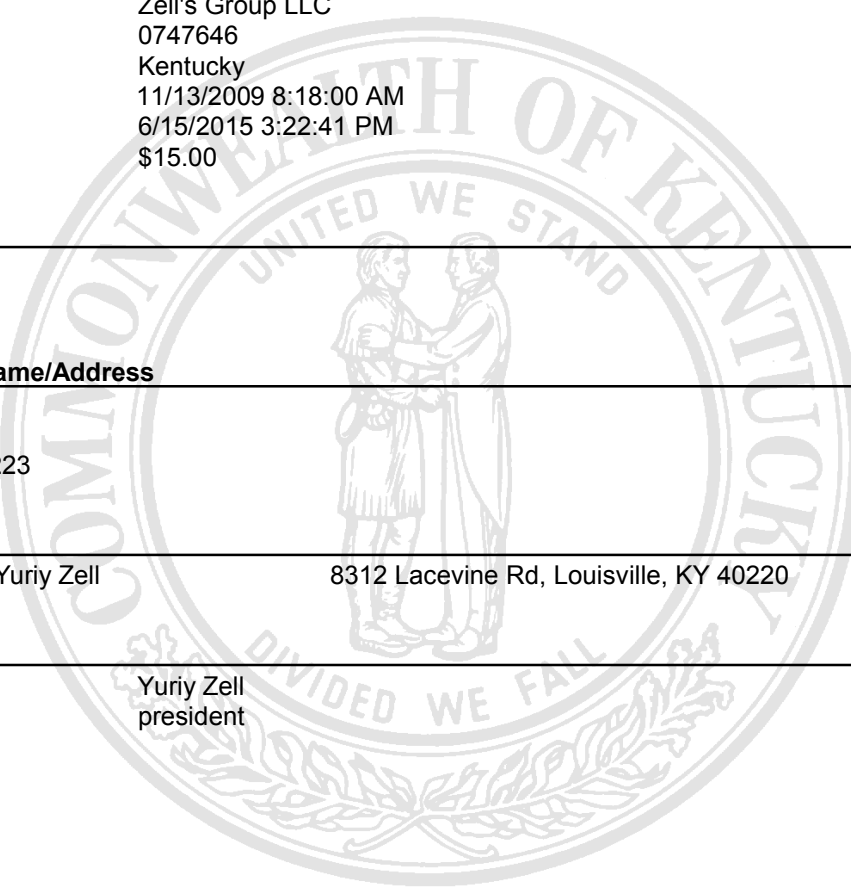 Zell's Group LLC
0747646
Kentucky
11/13/2009 8:18:00 AM
6/15/2015 3:22:41 PM
$15.00
COMMONWEALTH OF KENTUCKY
UNITED WE STAND
ame/Address
223
Yuriy Zell 8312 Lacevine Rd, Louisville, KY 40220
DIVIDED WE FALL
Yuriy Zell
president